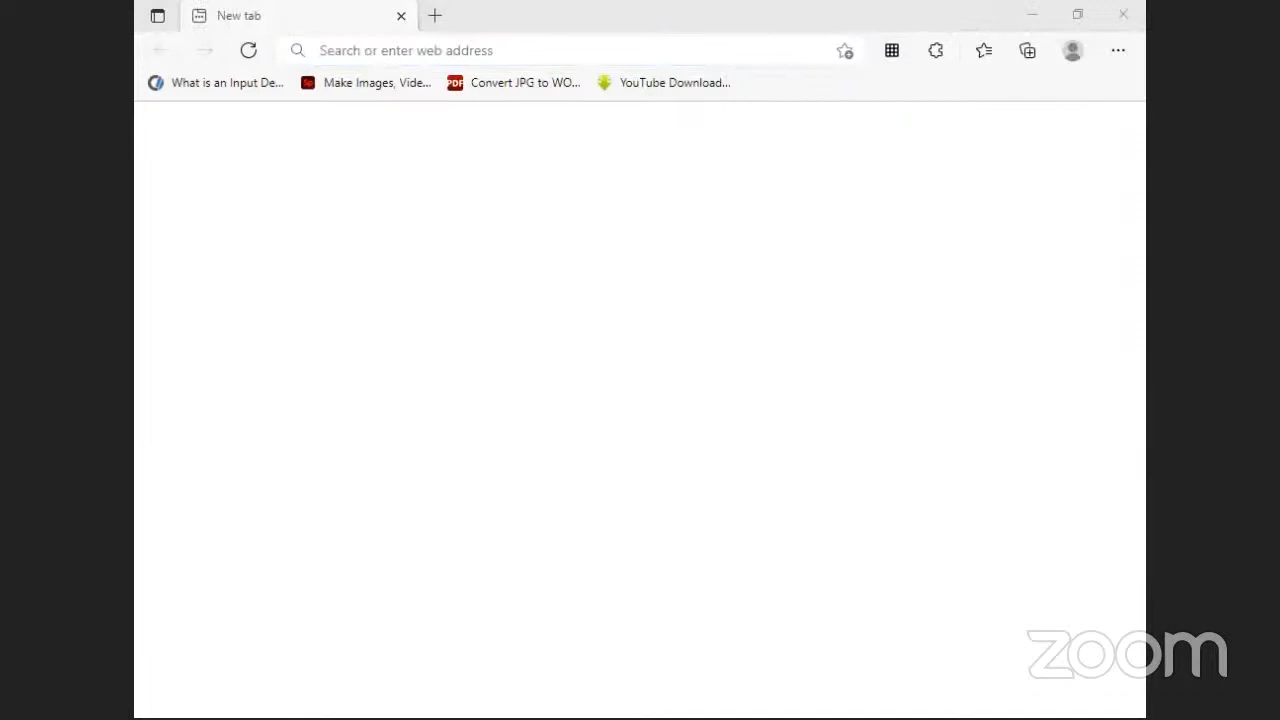 New tab
Search or enter web address
What is an Input De... Make Images, Vide... PDF Convert JPG to WO... YouTube Download...
zoom